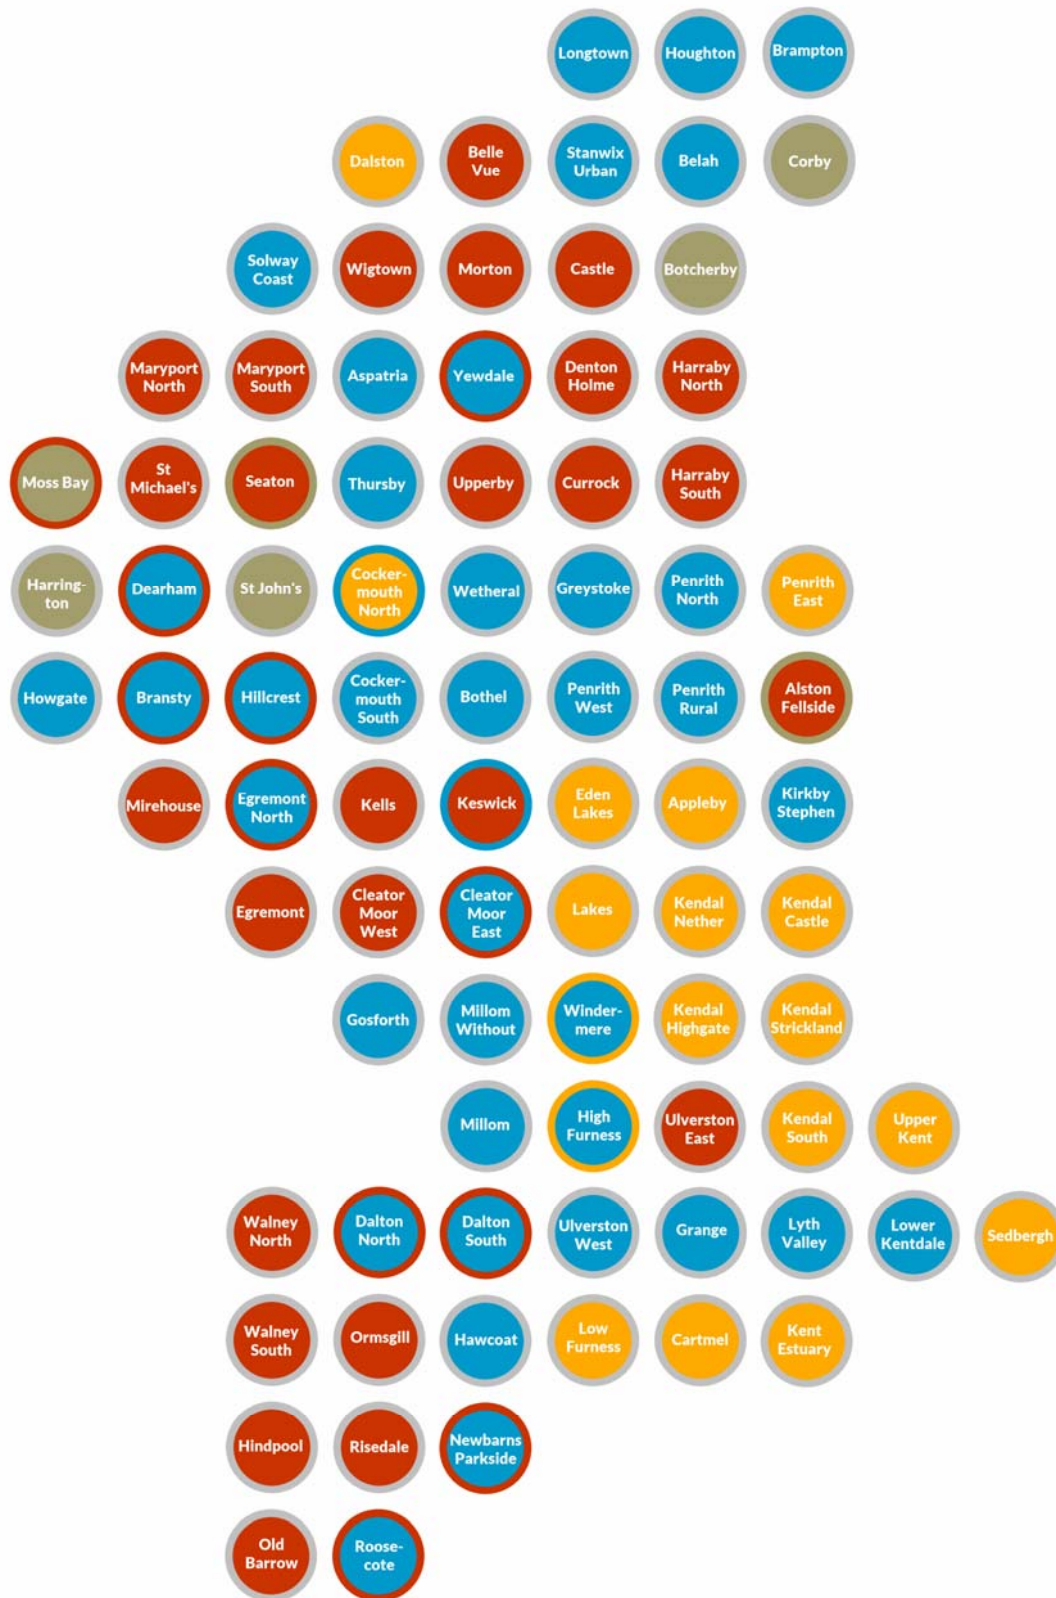 Longtown
Houghton
Brampton
Dalston
Belle
Vue
Stanwix
Urban
Belah
Corby
Solway
Coast
Wigtown
Morton
Castle
Botcherby
Maryport
North
Maryport
South
Aspatria
Yewdale
Denton
Holme
Harraby
North
Moss Bay
St
Michael's
Seaton
Thursby
Upperby
Currock
Harraby
South
Harring-
ton
Dearham
St John's
Cocker-
mouth
North
Wetheral
Greystoke
Penrith
North
Penrith
East
Howgate
Bransty
Hillcrest
Cocker-
mouth
South
Bothel
Penrith
West
Penrith
Rural
Alston
Fellside
Mirehouse
Egremont
North
Kells
Keswick
Eden
Lakes
Appleby
Kirkby
Stephen
Egremont
Cleator
Moor
West
Cleator
Moor
East
Lakes
Kendal
Nether
Kendal
Castle
Gosforth
Millom
Without
Winder-
mere
Kendal
Highgate
Kendal
Strickland
Millom
High
Furness
Ulverston
East
Kendal
South
Upper
Kent
Walney
North
Dalton
North
Dalton
South
Ulverston
West
Grange
Lyth
Valley
Lower
Kentdale
Sedbergh
Walney
South
Ormsgill
Hawcoat
Low
Furness
Cartmel
Kent
Estuary
Hindpool
Risedale
Newbarns
Parkside
Old
Barrow
Roose-
cote